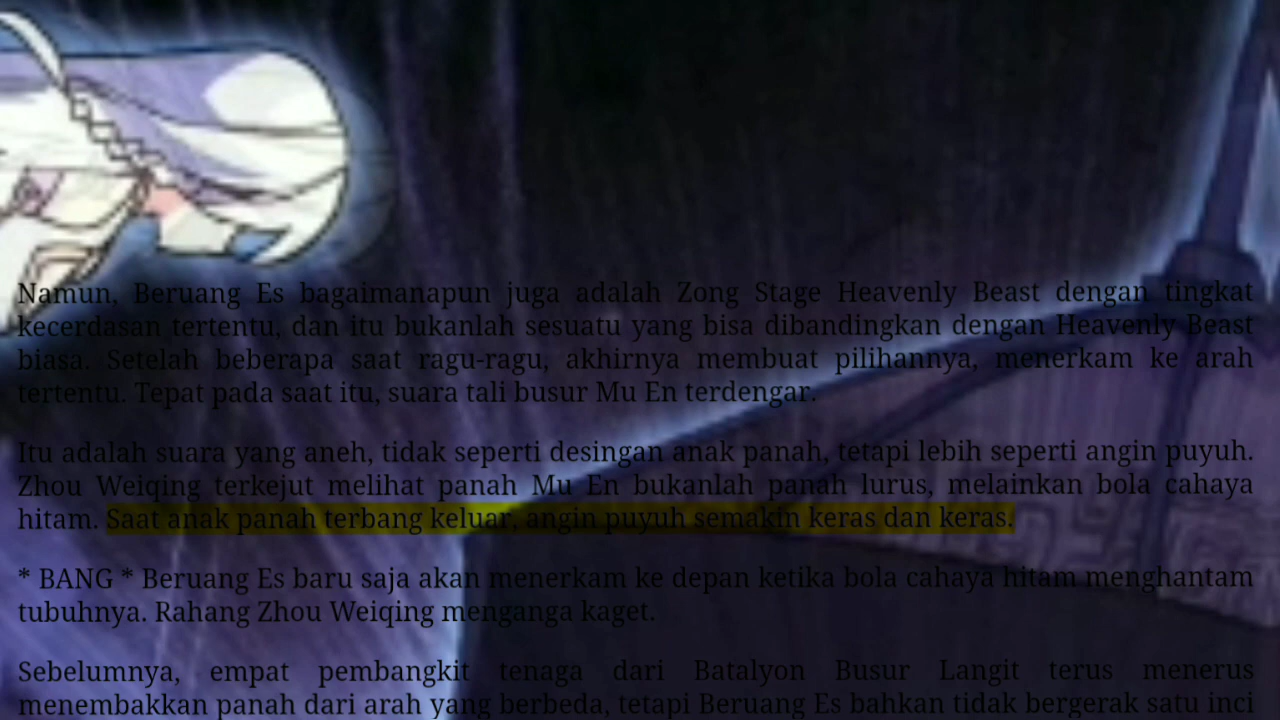 Namun, Beruang Es bagaimanapun juga adalah Zong Stage Heavenly Beast dengan tingkat
kecerdasan tertentu, dan itu bukanlah sesuatu yang bisa dibandingkan dengan Heavenly Beast
biasa. Setelah beberapa saat ragu-ragu, akhirnya membuat pilihannya, menerkam ke arah
tertentu. Tepat pada saat itu, suara tali busur Mu En terdengar.
Itu adalah suara yang aneh, tidak seperti desingan anak panah, tetapi lebih seperti angin puyuh.
Zhou Weiqing terkejut melihat panah Mu En bukanlah panah lurus, melainkan bola cahaya
hitam. Saat anak panah terbang keluar, angin puyuh semakin keras dan keras.
* BANG * Beruang Es baru saja akan menerkam ke depan ketika bola cahaya hitam menghantam
tubuhnya. Rahang Zhou Weiqing menganga kaget.
Sebelumnya, empat pembangkit tenaga dari Batalyon Busur Langit terus menerus
menembakkan panah dari arah yang berbeda, tetapi Beruang Es bahkan tidak bergerak satu inci